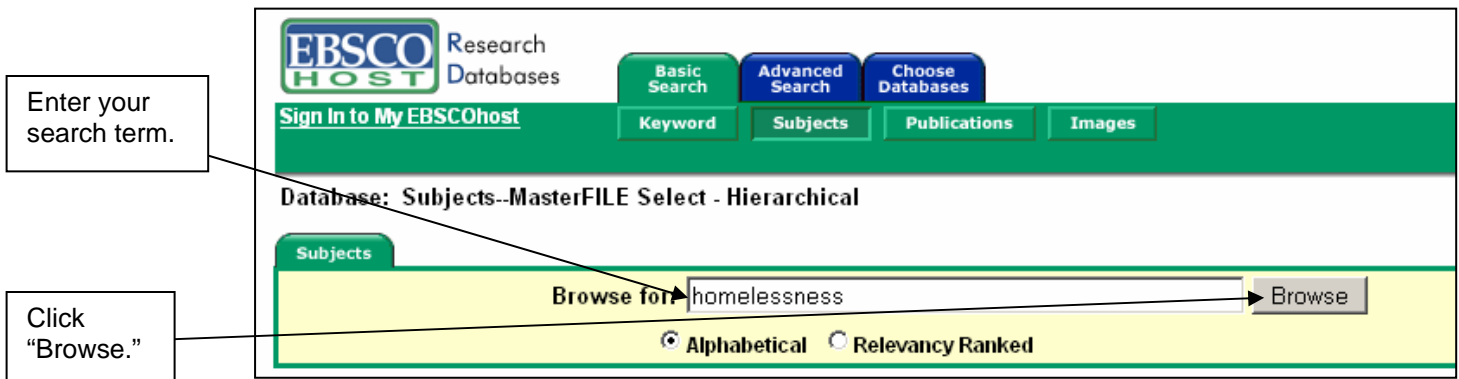 EBSCO
HOST
Research
Databases
Basic
Search
Advanced
Search
Choose
Databases
Enter your
search term.
Sign In to My EBSCOhost
Keyword
Subjects
Publications
Images
Database: Subjects--MasterFILE Select - Hierarchical
Subjects
Browse for: homelessness
Browse
Click
“Browse.”
Alphabetical
Relevancy Ranked